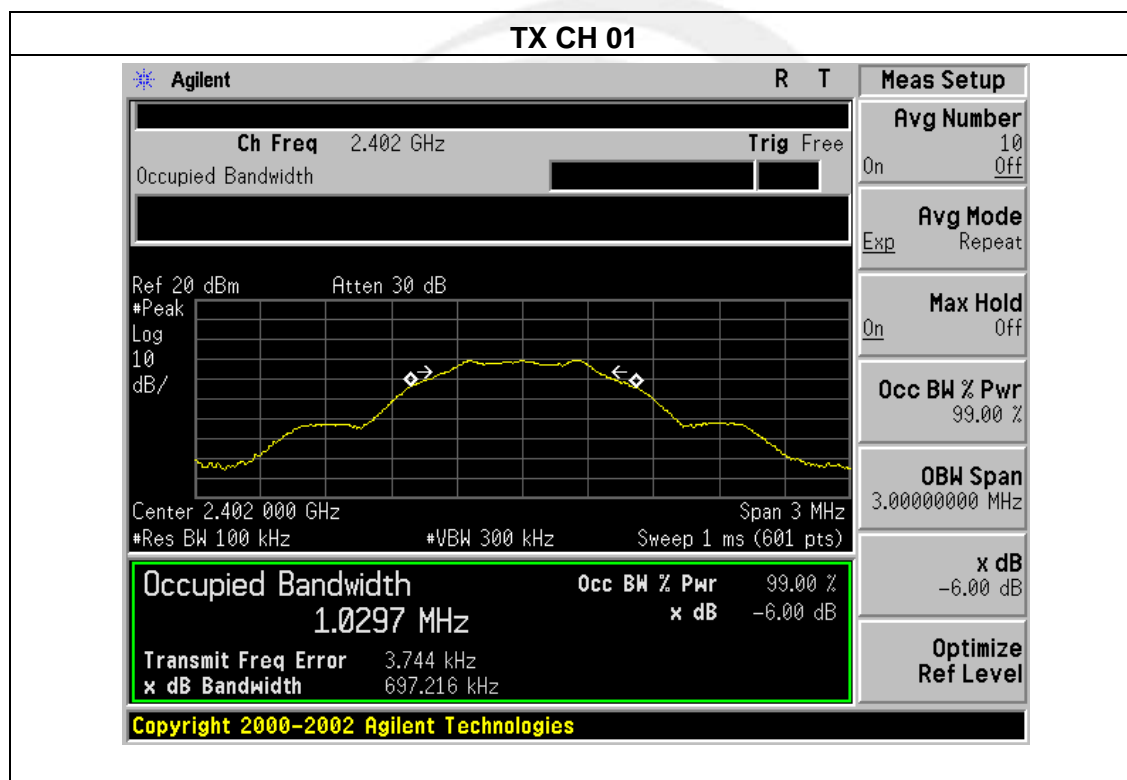 TX CH 01
Agilent R T Meas Setup
Ch Freq 2.402 GHz Trig Free
Occupied Bandwidth
Avg Number
10
On Off
Avg Mode
Exp Repeat
Ref 20 dBm Atten 30 dB
#Peak
Log
10
dB/
Max Hold
On Off
Occ BW % Pwr
99.00 %
OBW Span
3.00000000 MHz
Center 2.402 000 GHz Span 3 MHz
#Res BW 100 kHz #VBW 300 kHz Sweep 1 ms (601 pts)
Occupied Bandwidth Occ BW % Pwr 99.00 %
1.0297 MHz x dB -6.00 dB
Transmit Freq Error 3.744 kHz
x dB Bandwidth 697.216 kHz
x dB
-6.00 dB
Optimize
Ref Level
Copyright 2000-2002 Agilent Technologies